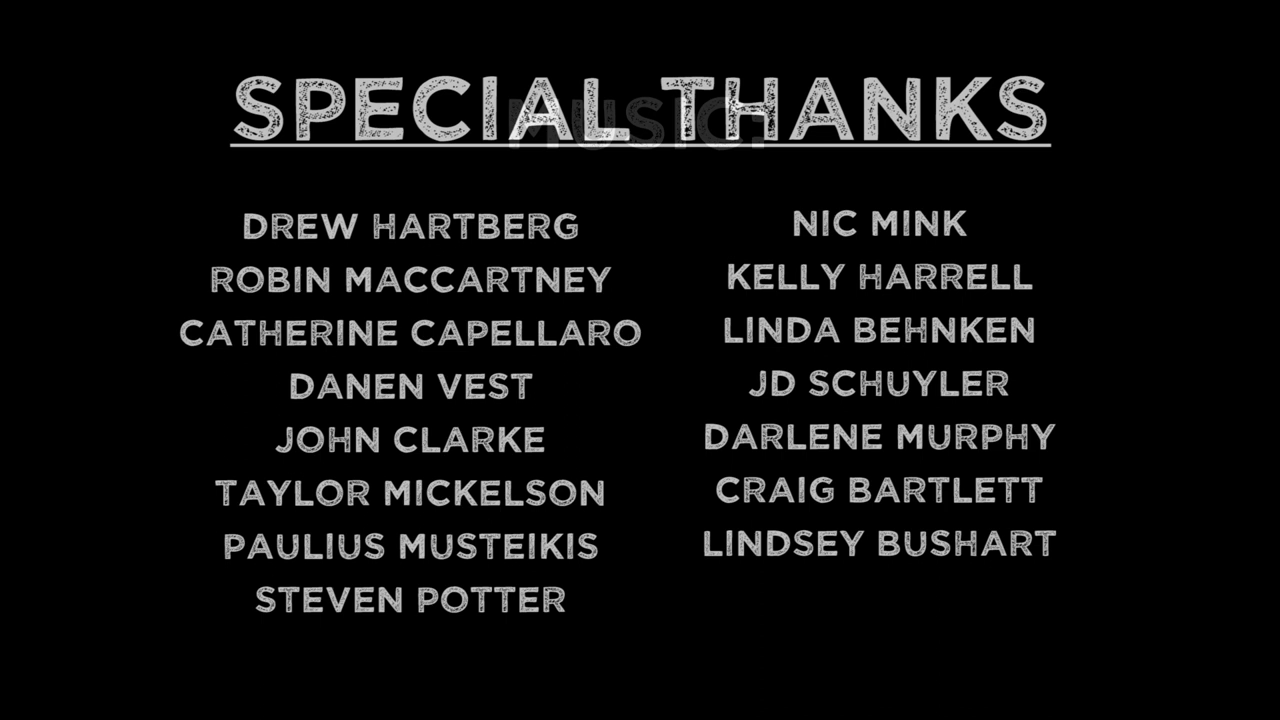 SPECIAL THANKS
MUSIC:
DREW HARTBERG
ROBIN MACCARTNEY
CATHERINE CAPELLARO
DANEN VEST
JOHN CLARKE
TAYLOR MICKELSON
PAULIUS MUSTEIKIS
STEVEN POTTER
NIC MINK
KELLY HARRELL
LINDA BEHNKEN
JD SCHUYLER
DARLENE MURPHY
CRAIG BARTLETT
LINDSEY BUSHART